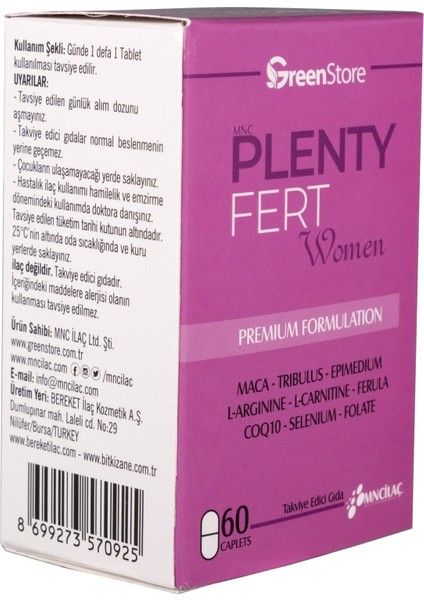 Kullanım Şekli: Günde 1 defa 1 Tablet
kullanılması tavsiye edilir.
UYARILAR:
- Tavsiye edilen günlük alım dozunu
aşmayınız.
- Takviye edici gıdalar normal beslenmenin
yerine geçemez.
- Çocukların ulaşamayacağı yerde saklayınız.
- Hastalık ilaç kullanımı hamilelik ve emzirme
dönemindeki kullanımda doktora danışınız.
Tavsiye edilen tüketim tarihi kutunun altındadır.
25°C'nin altında oda sıcaklığında ve kuru
yerlerde saklayınız.
İlaç değildir. Takviye edici gıdadır.
İçeriğindeki maddelere alerjisi olanın
kullanması tavsiye edilmez.
Ürün Sahibi: MNC İLAÇ Ltd. Şti.
www.greenstore.com.tr
www.mncilac.com /mncilac
E-mail: info@mncilac.com
Üretim Yeri: BEREKET İlaç Kozmetik A.Ş.
Dumlupınar mah. Laleli cd. No:29
Nilüfer/Bursa/TURKEY
www.bereketilac.com - www.bitkizane.com.tr
8 699273 570925
GreenStore
MNC
PLENTY
FERT
Women
PREMIUM FORMULATION
MACA - TRIBULUS - EPIMEDIUM
L-ARGININE - L-CARNITINE - FERULA
COQ10 - SELENIUM - FOLATE
60
CAPLETS
Takviye Edici Gıda
MNCİLAÇ